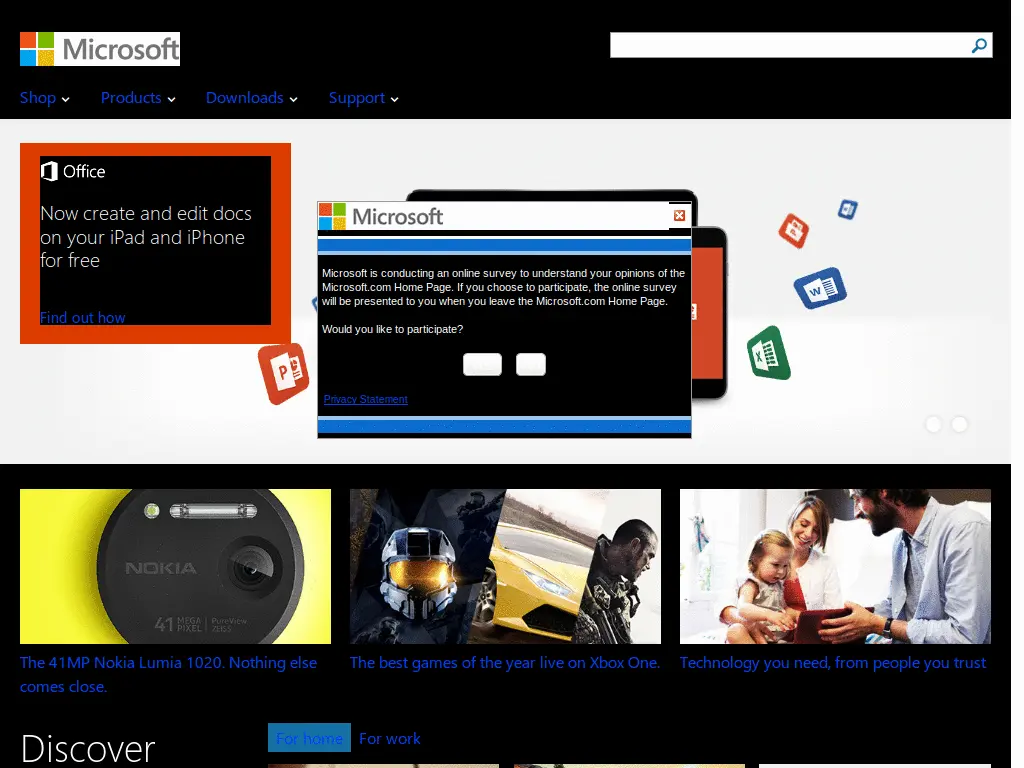 Microsoft
Shop
Products
Downloads
Support
Office
Now create and edit docs
on your iPad and iPhone
for free
Find out how
Microsoft
Microsoft is conducting an online survey to understand your opinions of the
Microsoft.com Home Page. If you choose to participate, the online survey
will be presented to you when you leave the Microsoft.com Home Page.
Would you like to participate?
Privacy Statement
W
P
X
NOKIA
41 MEGA PIXEL | PureView ZEISS
The 41MP Nokia Lumia 1020. Nothing else
comes close.
The best games of the year live on Xbox One.
Technology you need, from people you trust
Discover
For home
For work